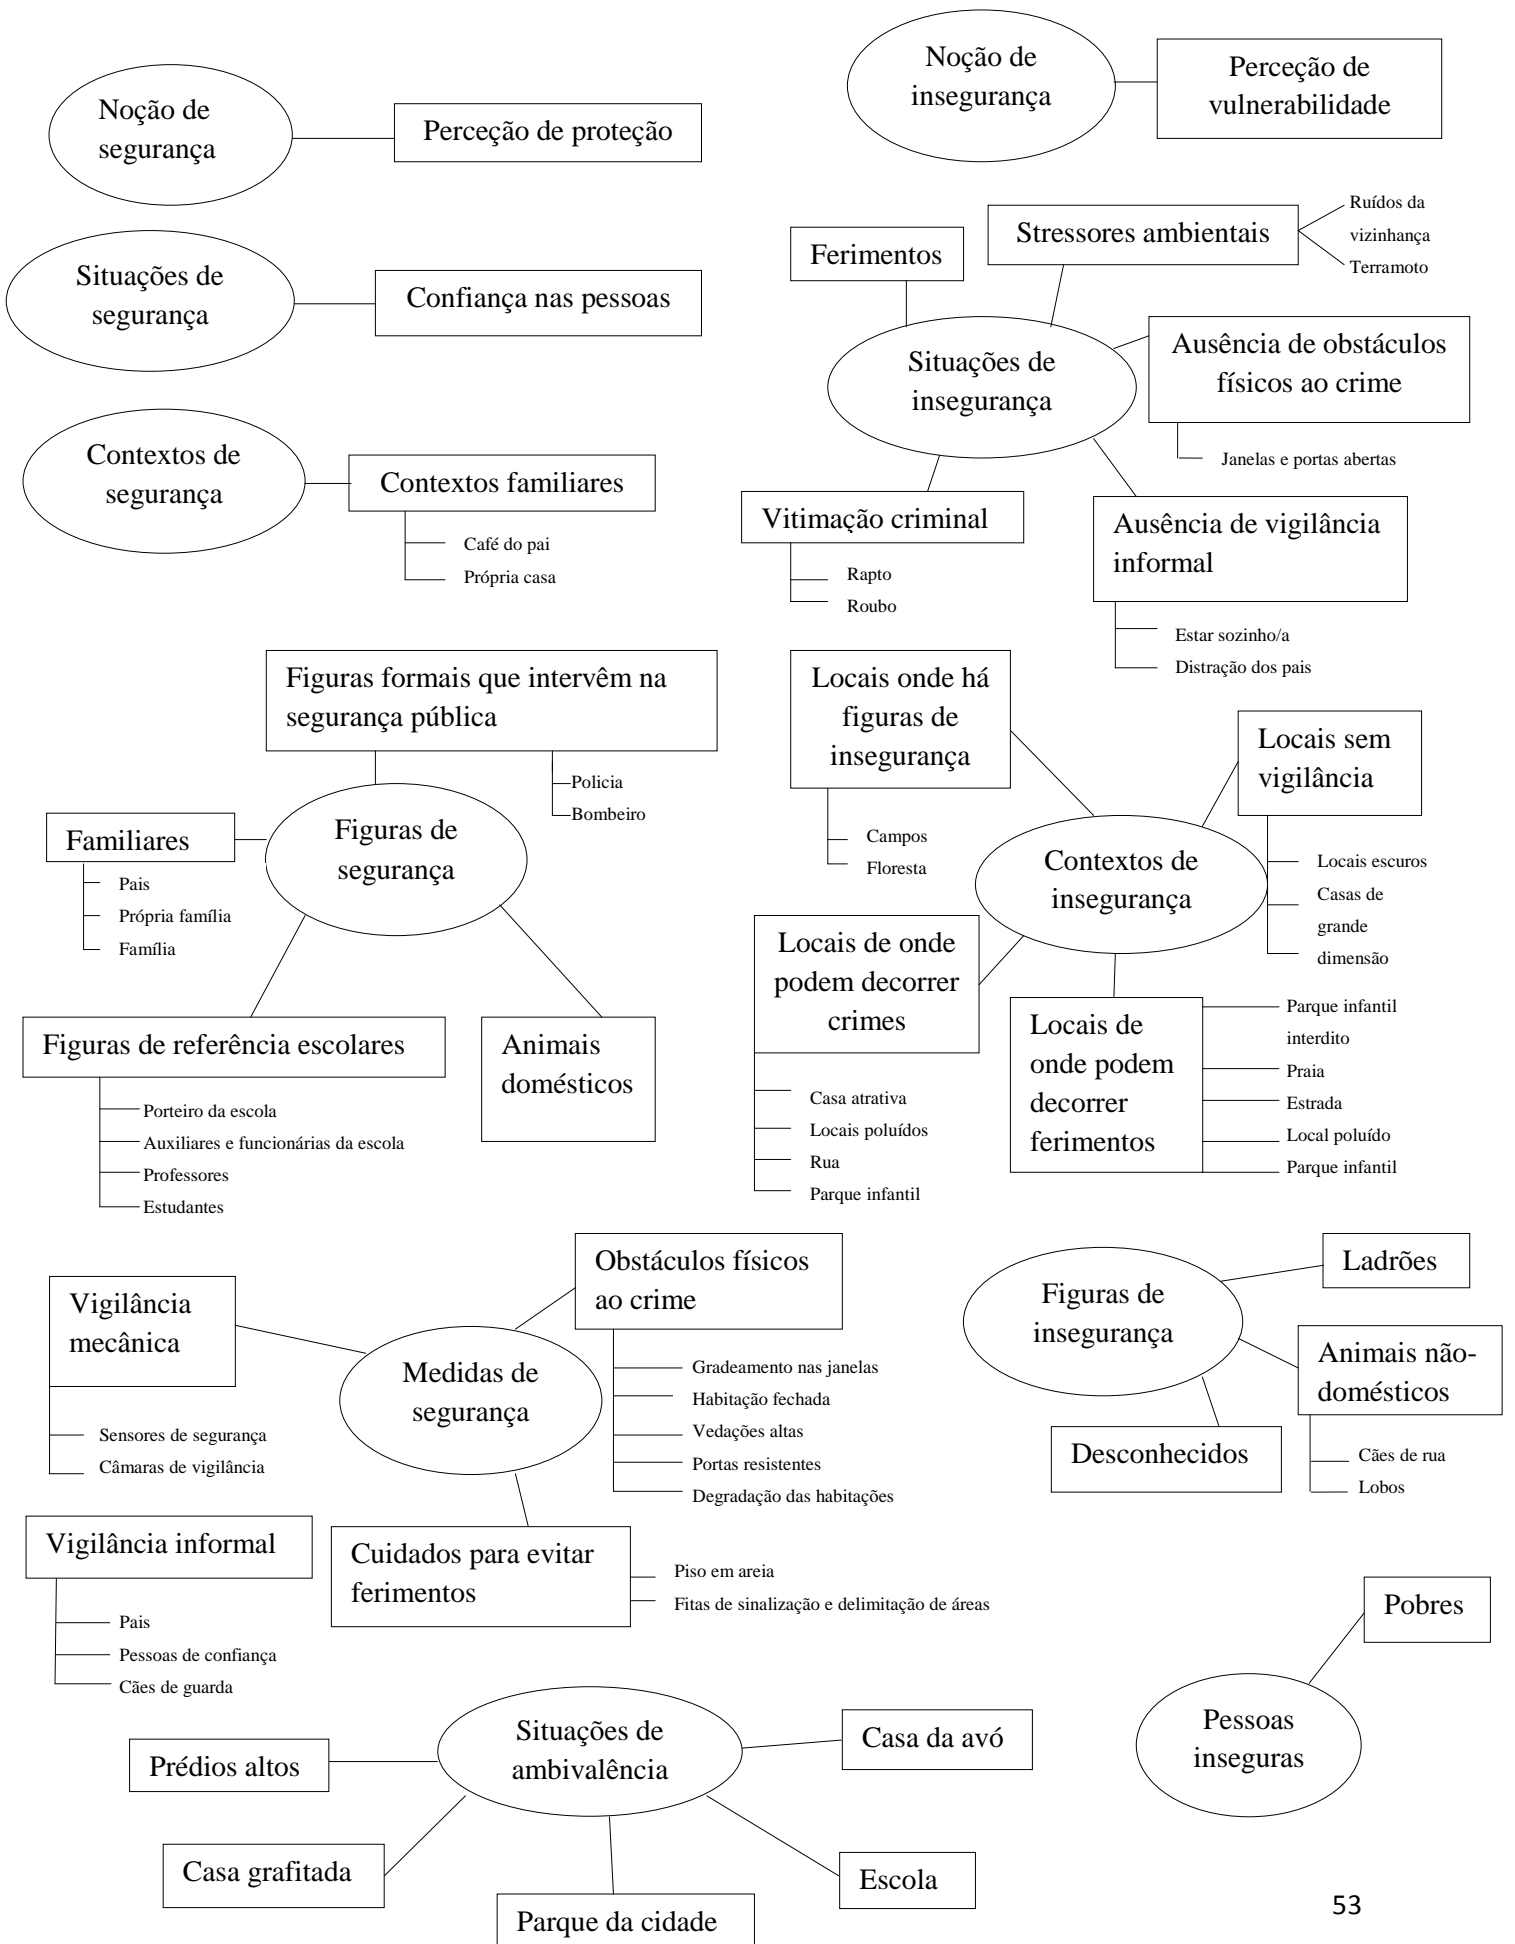 Noção de
segurança
Perceção de proteção
Noção de
insegurança
Perceção de
vulnerabilidade
Situações de
segurança
Confiança nas pessoas
Contextos de
segurança
Contextos familiares
Café do pai
Própria casa
Ferimentos
Stressores ambientais
Ruídos da
vizinhança
Terramoto
Situações de
insegurança
Ausência de obstáculos
físicos ao crime
Janelas e portas abertas
Vitimação criminal
Rapto
Roubo
Ausência de vigilância
informal
Estar sozinho/a
Distração dos pais
Figuras formais que intervêm na
segurança pública
Policia
Bombeiro
Familiares
Pais
Própria família
Família
Figuras de
segurança
Figuras de referência escolares
Porteiro da escola
Auxiliares e funcionárias da escola
Professores
Estudantes
Animais
domésticos
Locais onde há
figuras de
insegurança
Campos
Floresta
Locais sem
vigilância
Locais escuros
Casas de
grande
dimensão
Contextos de
insegurança
Locais de onde
podem decorrer
crimes
Casa atrativa
Locais poluídos
Rua
Parque infantil
Locais de
onde podem
decorrer
ferimentos
Parque infantil
interdito
Praia
Estrada
Local poluído
Parque infantil
Vigilância
mecânica
Sensores de segurança
Câmaras de vigilância
Obstáculos físicos
ao crime
Gradeamento nas janelas
Habitação fechada
Vedações altas
Portas resistentes
Degradação das habitações
Medidas de
segurança
Vigilância informal
Pais
Pessoas de confiança
Cães de guarda
Cuidados para evitar
ferimentos
Piso em areia
Fitas de sinalização e delimitação de áreas
Figuras de
insegurança
Ladrões
Animais não-
domésticos
Cães de rua
Lobos
Desconhecidos
Pobres
Pessoas
inseguras
Situações de
ambivalência
Prédios altos
Casa da avó
Casa grafitada
Escola
Parque da cidade
53